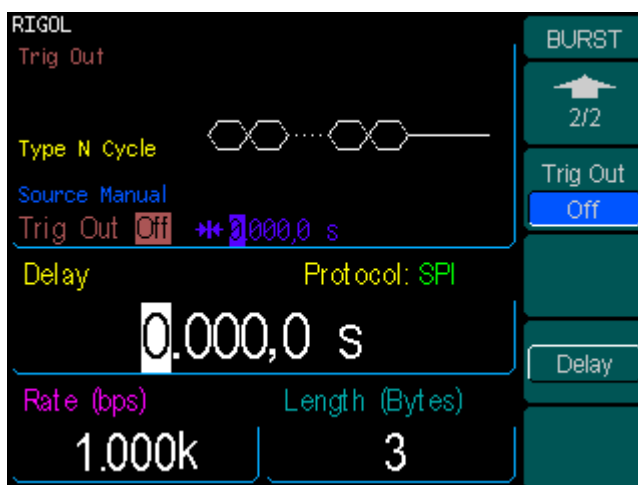 RIGOL
BURST
Trig Out
2/2
Type N Cycle
Trig Out
Off
Source Manual
Trig Out Off 0.000,0 s
Delay Protocol: SPI
0.000,0 s
Delay
Rate (bps) Length (Bytes)
1.000k 3